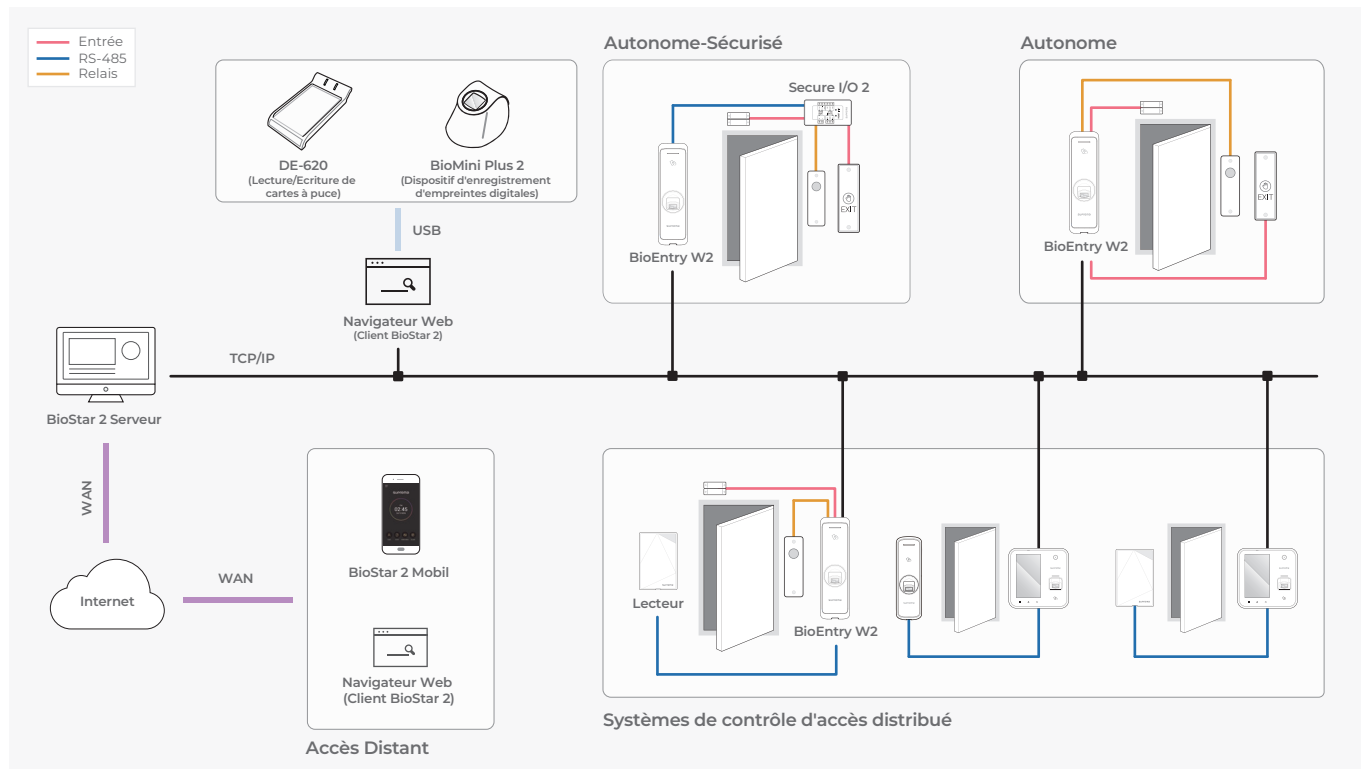 Entrée
RS-485
Relais
DE-620
(Lecture/Ecriture de
cartes à puce)
BioMini Plus 2
(Dispositif d'enregistrement
d'empreintes digitales)
USB
Navigateur Web
(Client BioStar 2)
Autonome-Sécurisé
Secure I/O 2
EXIT
BioEntry W2
Autonome
EXIT
BioEntry W2
TCP/IP
BioStar 2 Serveur
WAN
Internet
WAN
02:45
BioStar 2 Mobil
Navigateur Web
(Client BioStar 2)
Accès Distant
Lecteur
BioEntry W2
Systèmes de contrôle d'accès distribué